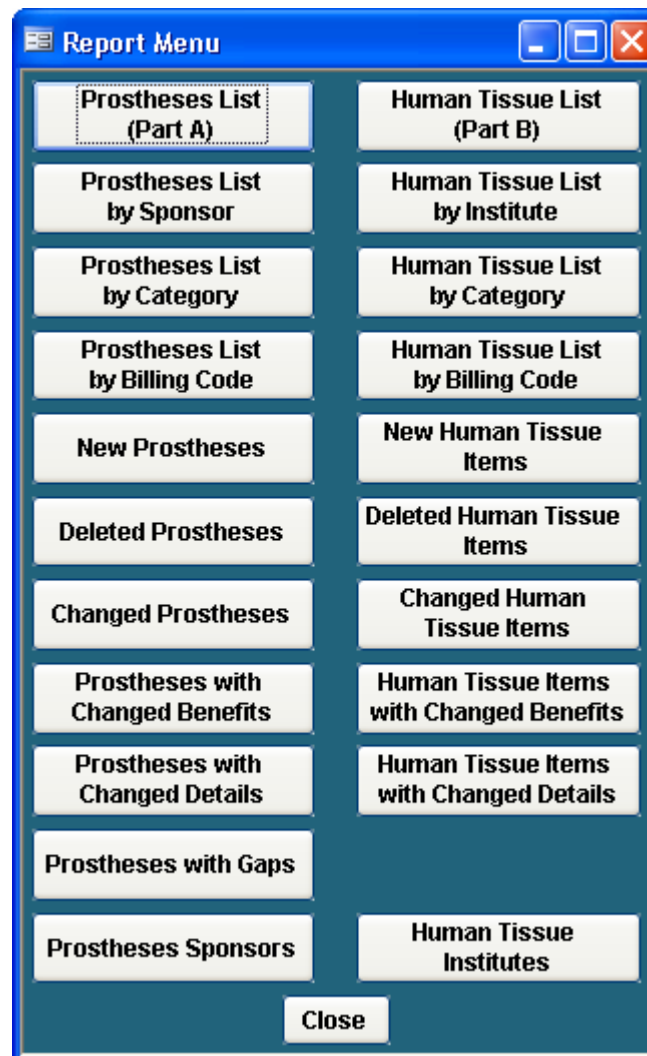 Report Menu
Prostheses List
(Part A)
Human Tissue List
(Part B)
Prostheses List
by Sponsor
Human Tissue List
by Institute
Prostheses List
by Category
Human Tissue List
by Category
Prostheses List
by Billing Code
Human Tissue List
by Billing Code
New Prostheses
New Human Tissue
Items
Deleted Prostheses
Deleted Human Tissue
Items
Changed Prostheses
Changed Human
Tissue Items
Prostheses with
Changed Benefits
Human Tissue Items
with Changed Benefits
Prostheses with
Changed Details
Human Tissue Items
with Changed Details
Prostheses with Gaps
Prostheses Sponsors
Human Tissue
Institutes
Close